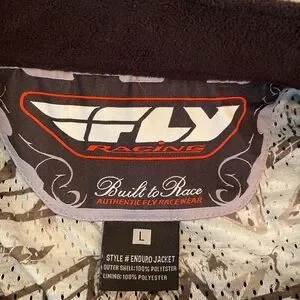 FLY
RACING
Built to Race
AUTHENTIC FLY RACEWEAR
L
STYLE # ENDURO JACKET
OUTER SHELL: 100% POLYESTER
LINING: 100% POLYESTER